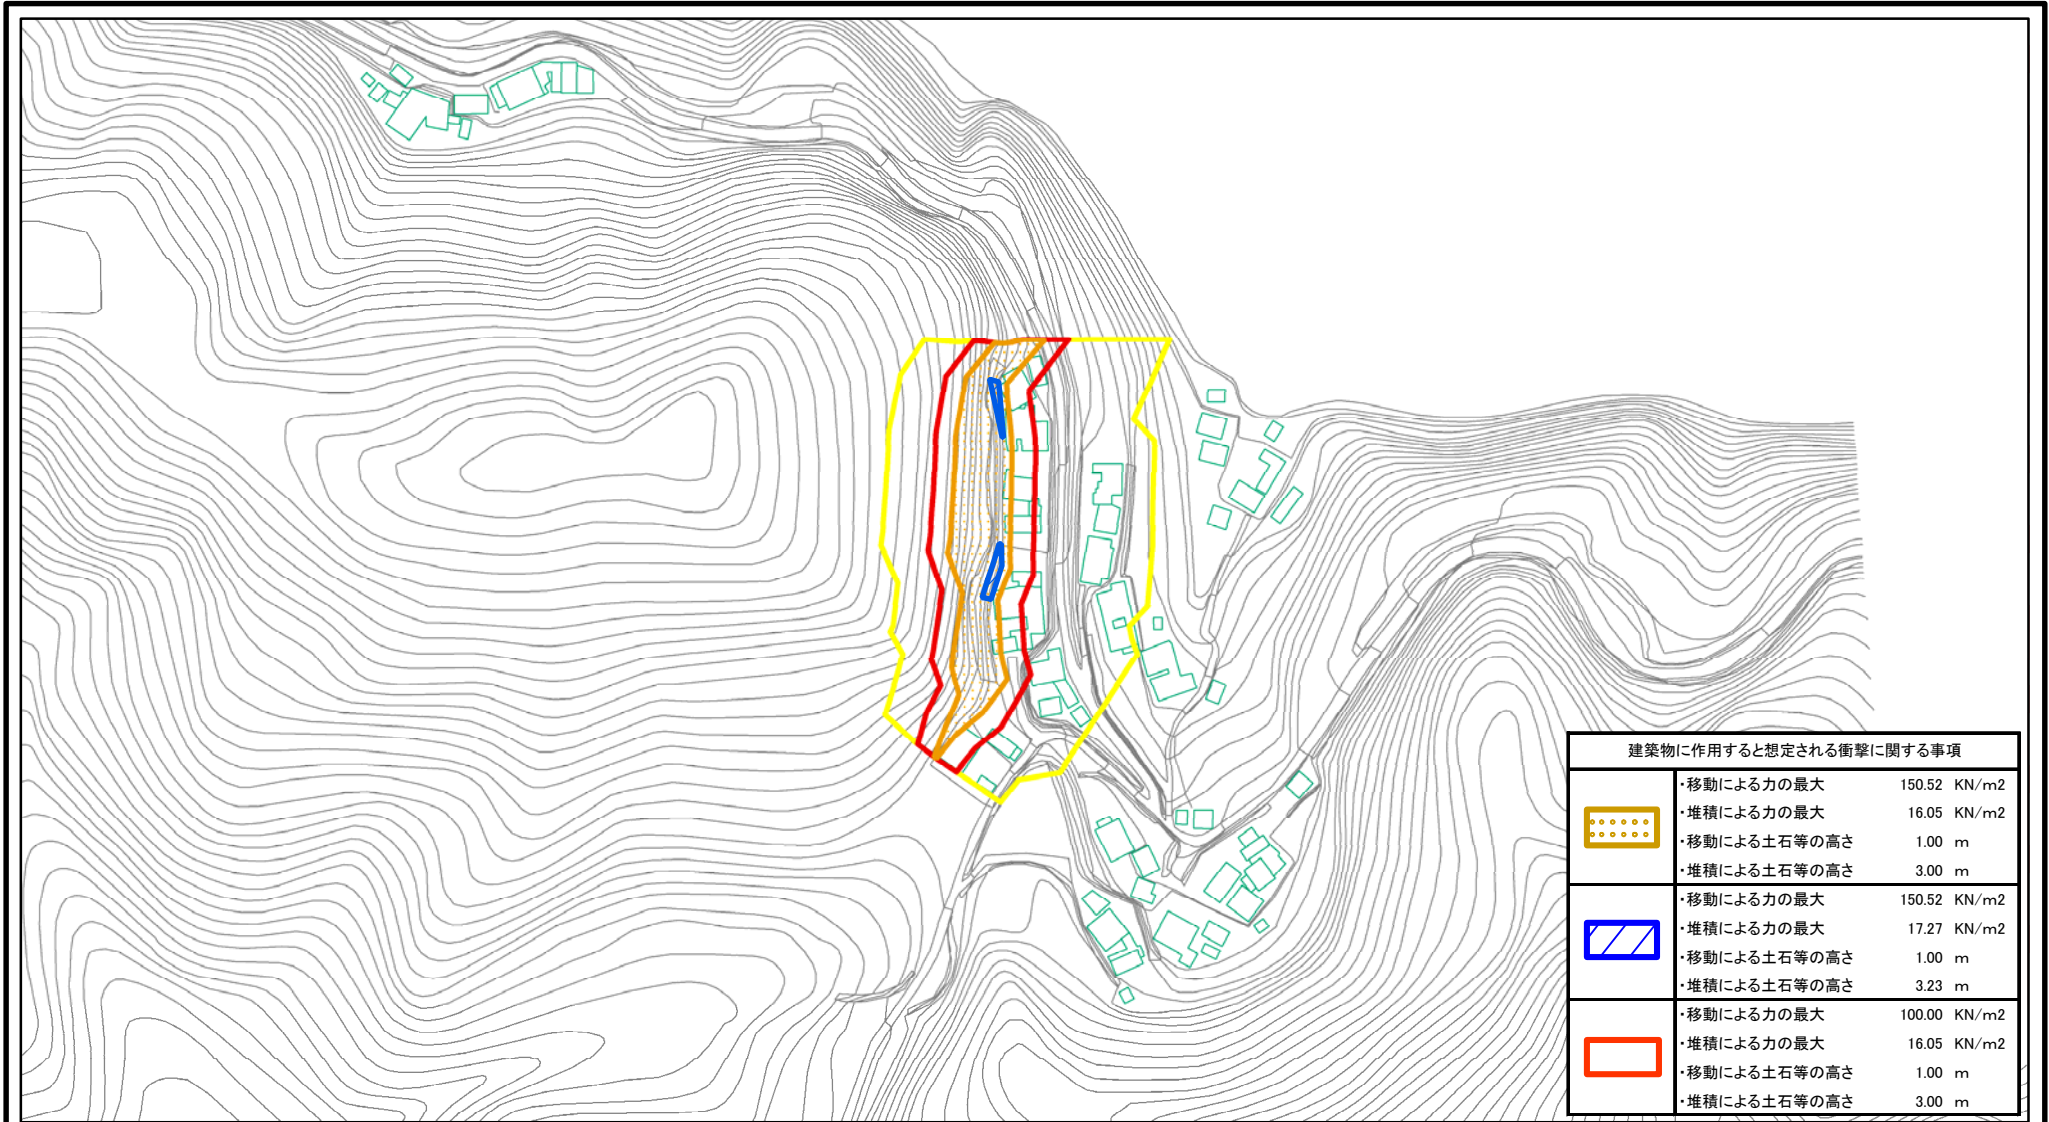 建築物に作用すると想定される衝撃に関する事項
・移動による力の最大 150.52 KN/m2
・堆積による力の最大 16.05 KN/m2
・移動による土石等の高さ 1.00 m
・堆積による土石等の高さ 3.00 m
・移動による力の最大 150.52 KN/m2
・堆積による力の最大 17.27 KN/m2
・移動による土石等の高さ 1.00 m
・堆積による土石等の高さ 3.23 m
・移動による力の最大 100.00 KN/m2
・堆積による力の最大 16.05 KN/m2
・移動による土石等の高さ 1.00 m
・堆積による土石等の高さ 3.00 m